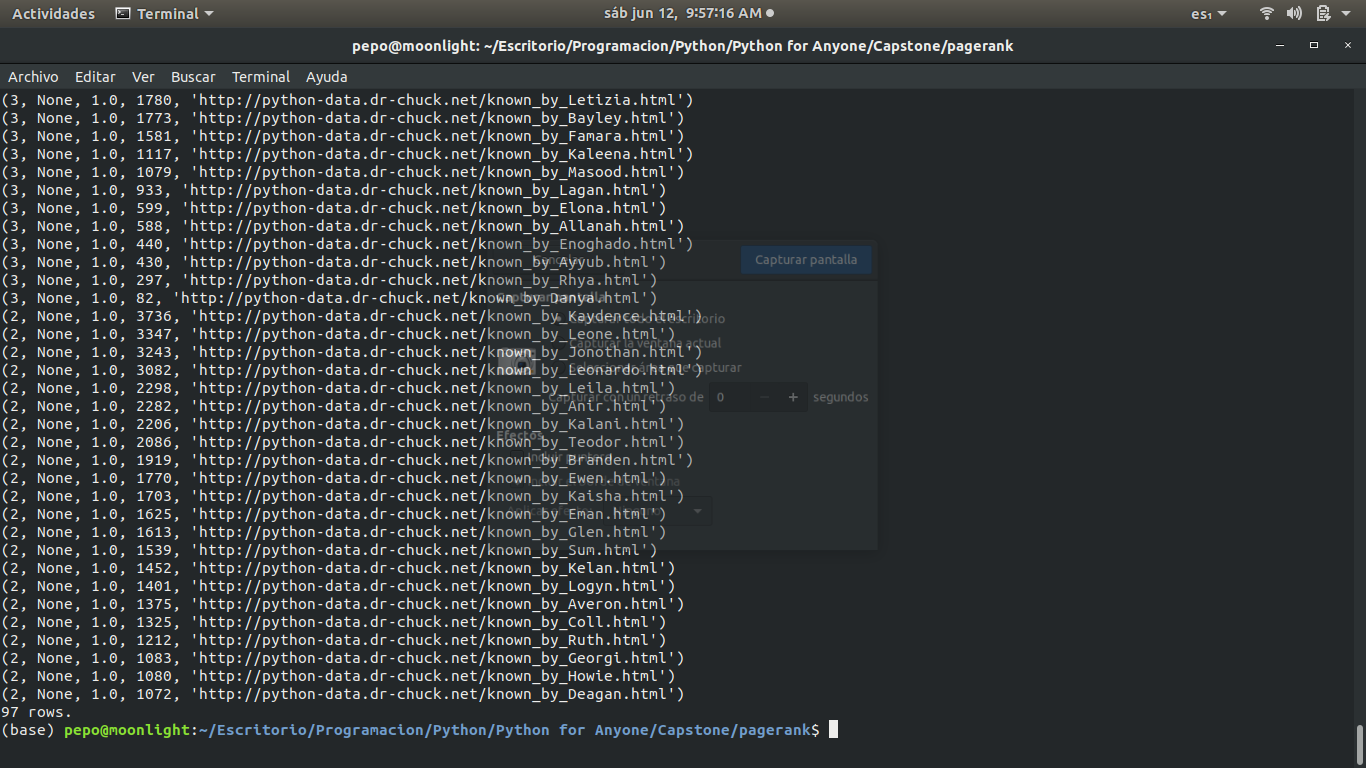 Actividades Terminal sáb jun 12, 9:57:16 AM es₁
pepo@moonlight: ~/Escritorio/Programacion/Python/Python for Anyone/Capstone/pagerank
Archivo Editar Ver Buscar Terminal Ayuda
(3, None, 1.0, 1780, 'http://python-data.dr-chuck.net/known_by_Letizia.html')
(3, None, 1.0, 1773, 'http://python-data.dr-chuck.net/known_by_Bayley.html')
(3, None, 1.0, 1581, 'http://python-data.dr-chuck.net/known_by_Famara.html')
(3, None, 1.0, 1117, 'http://python-data.dr-chuck.net/known_by_Kaleena.html')
(3, None, 1.0, 1079, 'http://python-data.dr-chuck.net/known_by_Masood.html')
(3, None, 1.0, 933, 'http://python-data.dr-chuck.net/known_by_Lagan.html')
(3, None, 1.0, 599, 'http://python-data.dr-chuck.net/known_by_Elona.html')
(3, None, 1.0, 588, 'http://python-data.dr-chuck.net/known_by_Allanah.html')
(3, None, 1.0, 440, 'http://python-data.dr-chuck.net/known_by_Enoghado.html')
(3, None, 1.0, 430, 'http://python-data.dr-chuck.net/known_by_Ayyub.html')
Cancelar Capturar pantalla
(3, None, 1.0, 297, 'http://python-data.dr-chuck.net/known_by_Rhya.html')
(3, None, 1.0, 82, 'http://python-data.dr-chuck.net/known_by_Danya.html')
Capturar pantalla
(2, None, 1.0, 3736, 'http://python-data.dr-chuck.net/known_by_Kaydence.html')
Capturar todo el escritorio
(2, None, 1.0, 3347, 'http://python-data.dr-chuck.net/known_by_Leone.html')
Capturar la ventana actual
(2, None, 1.0, 3243, 'http://python-data.dr-chuck.net/known_by_Jonothan.html')
(2, None, 1.0, 3082, 'http://python-data.dr-chuck.net/known_by_Leonardo.html')
Seleccionar área que capturar
(2, None, 1.0, 2298, 'http://python-data.dr-chuck.net/known_by_Leila.html')
Capturar con un retraso de 0 − + segundos
(2, None, 1.0, 2282, 'http://python-data.dr-chuck.net/known_by_Anir.html')
(2, None, 1.0, 2206, 'http://python-data.dr-chuck.net/known_by_Kalani.html')
Efectos
(2, None, 1.0, 2086, 'http://python-data.dr-chuck.net/known_by_Teodor.html')
Incluir puntero
(2, None, 1.0, 1919, 'http://python-data.dr-chuck.net/known_by_Branden.html')
(2, None, 1.0, 1770, 'http://python-data.dr-chuck.net/known_by_Ewen.html')
ventana
(2, None, 1.0, 1703, 'http://python-data.dr-chuck.net/known_by_Kaisha.html')
(2, None, 1.0, 1625, 'http://python-data.dr-chuck.net/known_by_Eman.html')
(2, None, 1.0, 1613, 'http://python-data.dr-chuck.net/known_by_Glen.html')
(2, None, 1.0, 1539, 'http://python-data.dr-chuck.net/known_by_Sum.html')
(2, None, 1.0, 1452, 'http://python-data.dr-chuck.net/known_by_Kelan.html')
(2, None, 1.0, 1401, 'http://python-data.dr-chuck.net/known_by_Logyn.html')
(2, None, 1.0, 1375, 'http://python-data.dr-chuck.net/known_by_Averon.html')
(2, None, 1.0, 1325, 'http://python-data.dr-chuck.net/known_by_Coll.html')
(2, None, 1.0, 1212, 'http://python-data.dr-chuck.net/known_by_Ruth.html')
(2, None, 1.0, 1083, 'http://python-data.dr-chuck.net/known_by_Georgi.html')
(2, None, 1.0, 1080, 'http://python-data.dr-chuck.net/known_by_Howie.html')
(2, None, 1.0, 1072, 'http://python-data.dr-chuck.net/known_by_Deagan.html')
97 rows.
(base) pepo@moonlight:~/Escritorio/Programacion/Python/Python for Anyone/Capstone/pagerank$